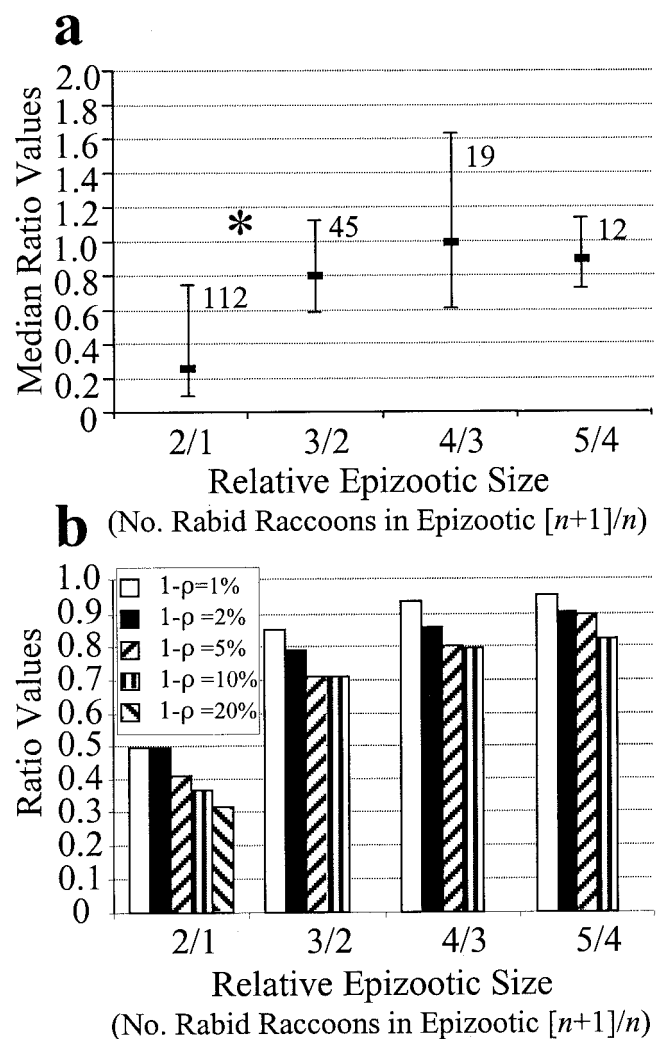 a
Median Ratio Values
2.0
1.8
1.6
1.4
1.2
1.0
0.8
0.6
0.4
0.2
0
112
*
45
19
12
2/1 3/2 4/3 5/4
Relative Epizootic Size
(No. Rabid Raccoons in Epizootic [n+1]/n)
b
Ratio Values
1.0
0.9
0.8
0.7
0.6
0.5
0.4
0.3
0.2
0.1
0
1-ρ=1%
1-ρ =2%
1-ρ =5%
1-ρ =10%
1-ρ =20%
2/1 3/2 4/3 5/4
Relative Epizootic Size
(No. Rabid Raccoons in Epizootic [n+1]/n)